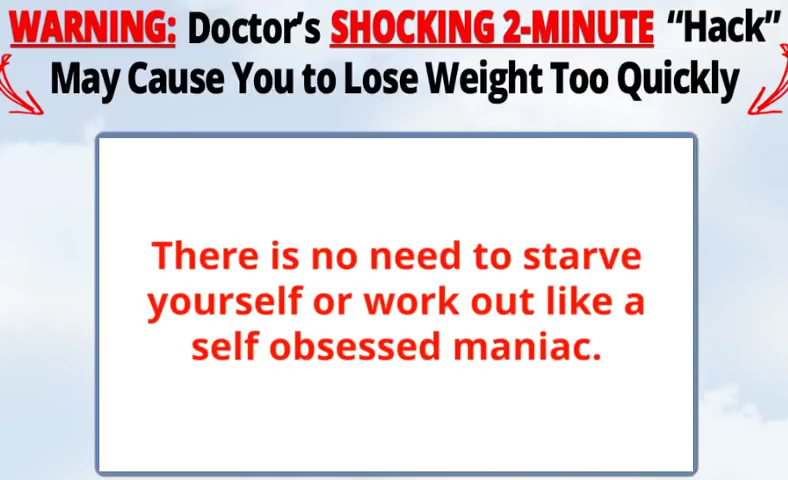 WARNING: Doctor's SHOCKING 2-MINUTE “Hack”
May Cause You to Lose Weight Too Quickly
There is no need to starve
yourself or work out like a
self obsessed maniac.